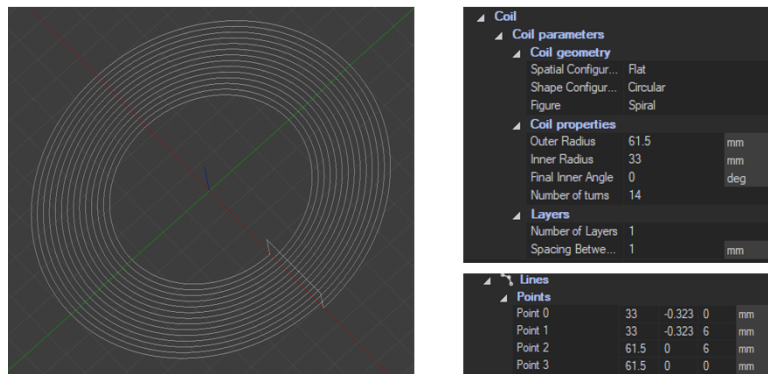 Coil
Coil parameters
Coil geometry
Spatial Configur... Flat
Shape Configur... Circular
Figure Spiral
Coil properties
Outer Radius 61.5 mm
Inner Radius 33 mm
Final Inner Angle 0 deg
Number of turns 14
Layers
Number of Layers 1
Spacing Betwe... 1 mm
Lines
Points
Point 0 33 -0.323 0 mm
Point 1 33 -0.323 6 mm
Point 2 61.5 0 6 mm
Point 3 61.5 0 0 mm